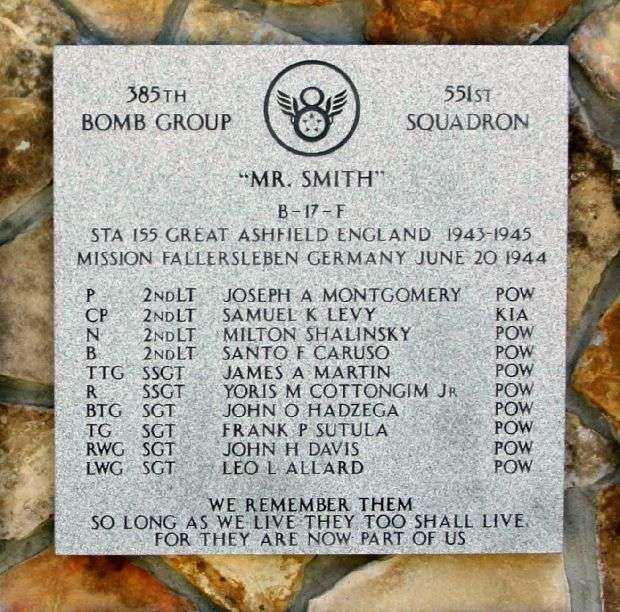 385TH BOMB GROUP
551ST SQUADRON
8
"MR. SMITH"
B-17-F
STA 155 GREAT ASHFIELD ENGLAND 1943-1945
MISSION FALLERSLEBEN GERMANY JUNE 20 1944
P 2NDLT JOSEPH A MONTGOMERY POW
CP 2NDLT SAMUEL K LEVY KIA
N 2NDLT MILTON SHALINSKY POW
B 2NDLT SANTO F CARUSO POW
TTG SSGT JAMES A MARTIN POW
R SSGT YORIS M COTTONGIM JR POW
BTG SGT JOHN O HADZEGA POW
TG SGT FRANK P SUTULA POW
RWG SGT JOHN H DAVIS POW
LWG SGT LEO L ALLARD POW
WE REMEMBER THEM
SO LONG AS WE LIVE THEY TOO SHALL LIVE,
FOR THEY ARE NOW PART OF US